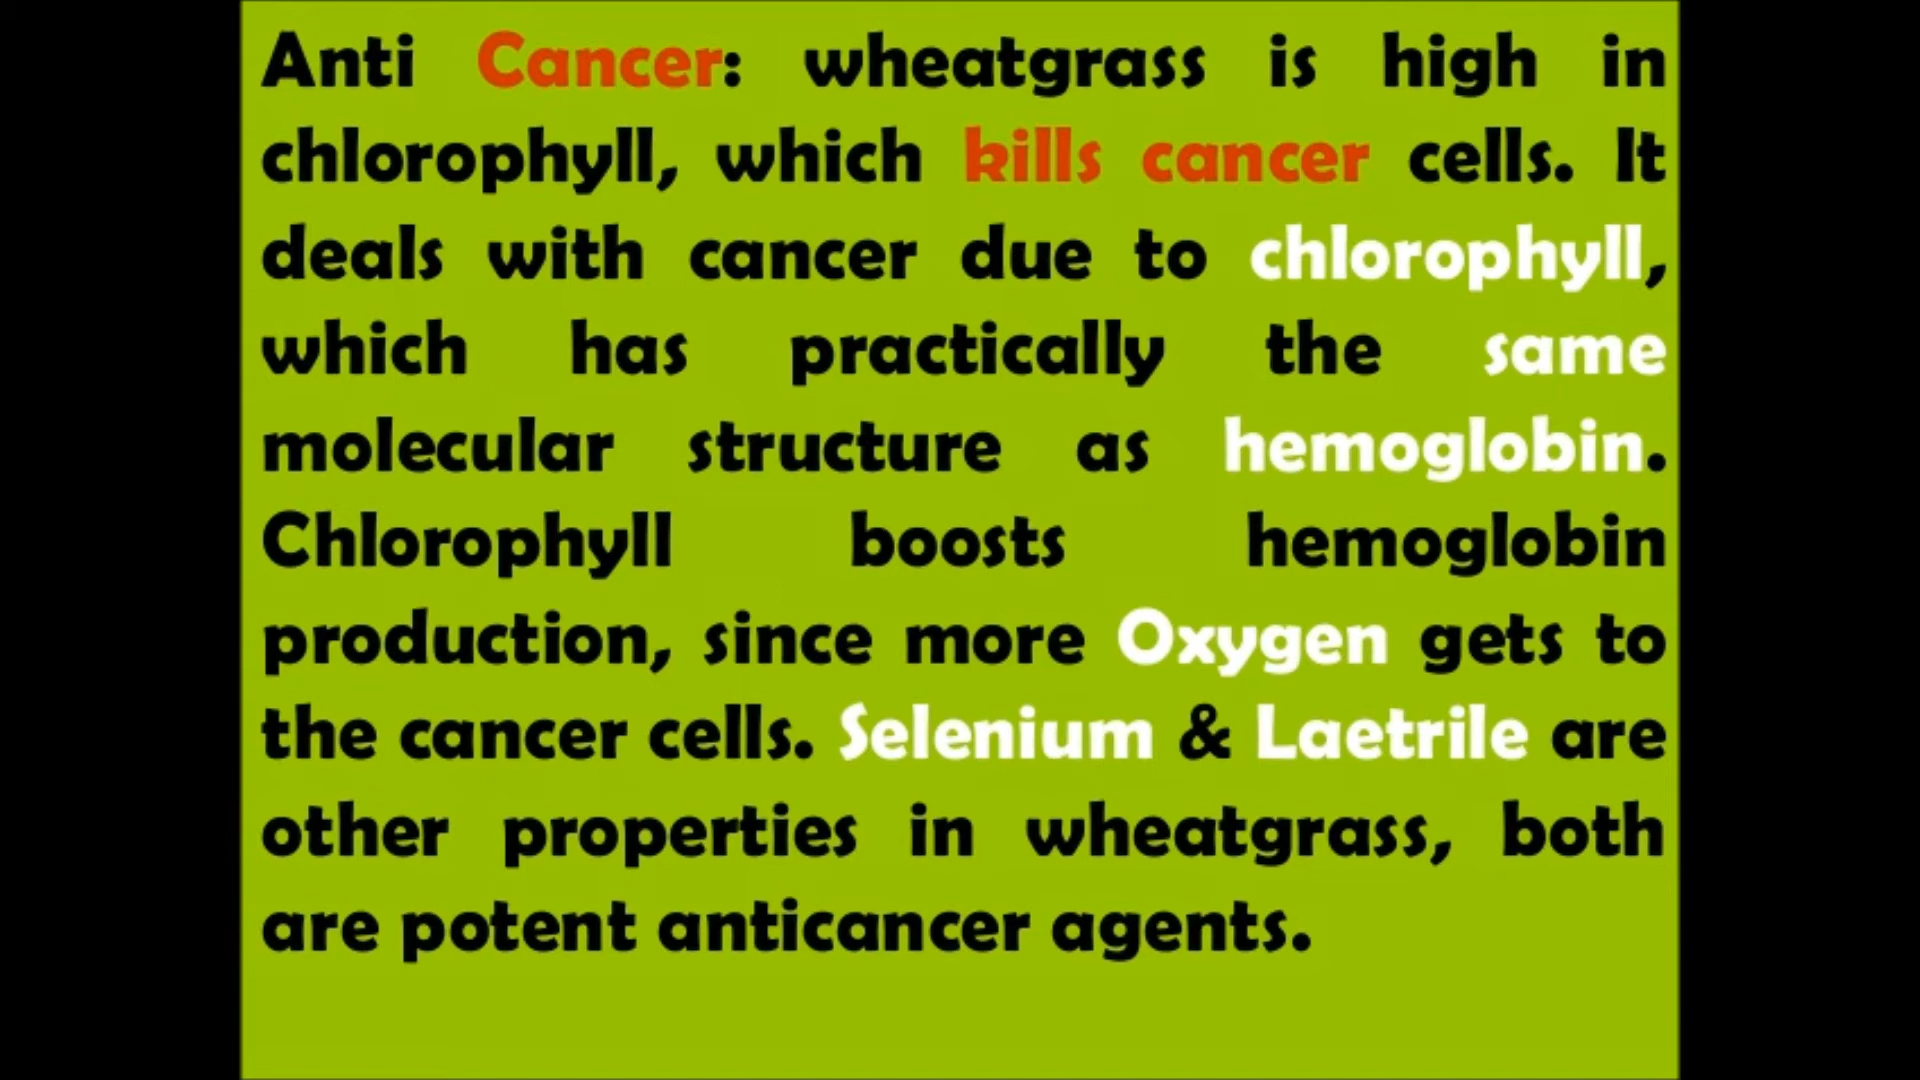 Anti Cancer: wheatgrass is high in
chlorophyll, which kills cancer cells. It
deals with cancer due to chlorophyll,
which has practically the same
molecular structure as hemoglobin.
Chlorophyll boosts hemoglobin
production, since more Oxygen gets to
the cancer cells. Selenium & Laetrile are
other properties in wheatgrass, both
are potent anticancer agents.